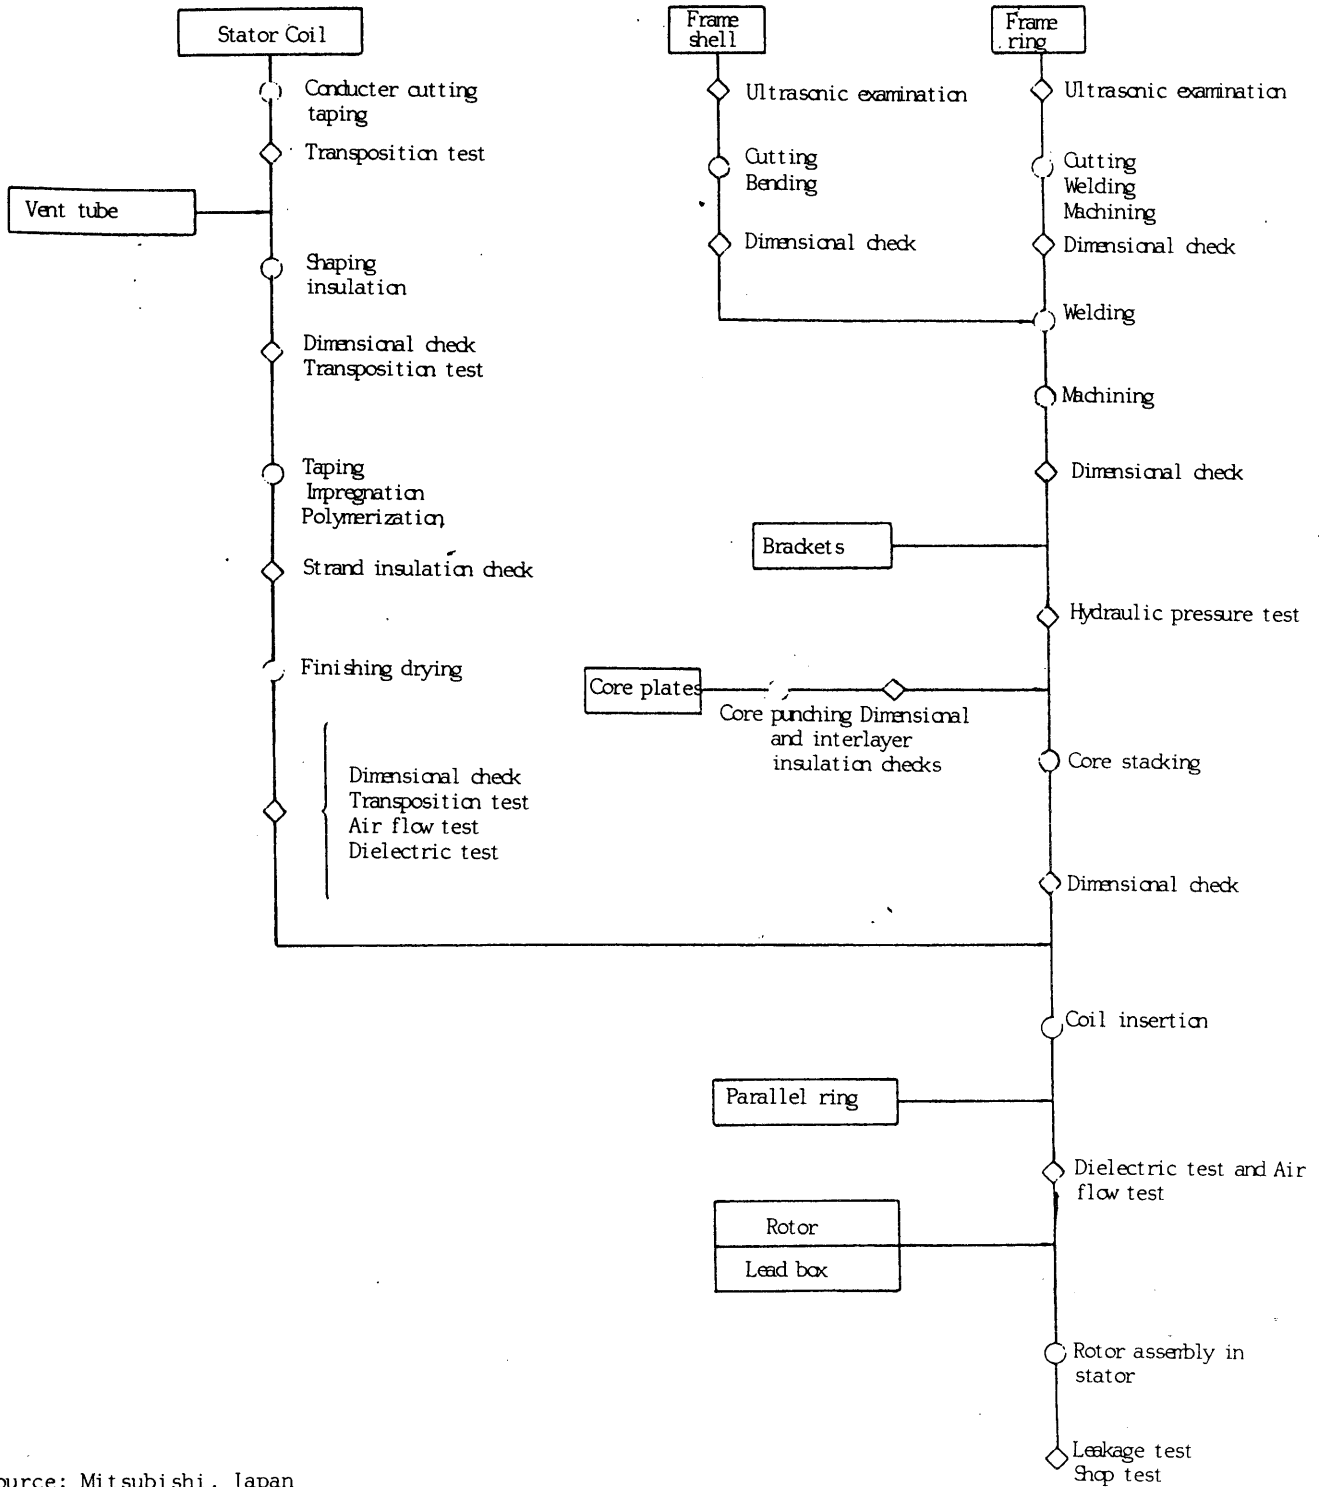 Stator Coil
Conducter cutting
taping
Transposition test
Vent tube
Shaping
insulation
Dimensional check
Transposition test
Taping
Impregnation
Polymerization
Strand insulation check
Finishing drying
Dimensional check
Transposition test
Air flow test
Dielectric test
Frame
shell
Ultrasonic examination
Cutting
Bending
Dimensional check
Frame
ring
Ultrasonic examination
Cutting
Welding
Machining
Dimensional check
Welding
Machining
Dimensional check
Brackets
Hydraulic pressure test
Core plates
Core punching Dimensional
and interlayer
insulation checks
Core stacking
Dimensional check
Coil insertion
Parallel ring
Dielectric test and Air
flow test
Rotor
Lead box
Rotor assembly in
stator
Leakage test
Shop test
ource: Mitsubishi, Japan